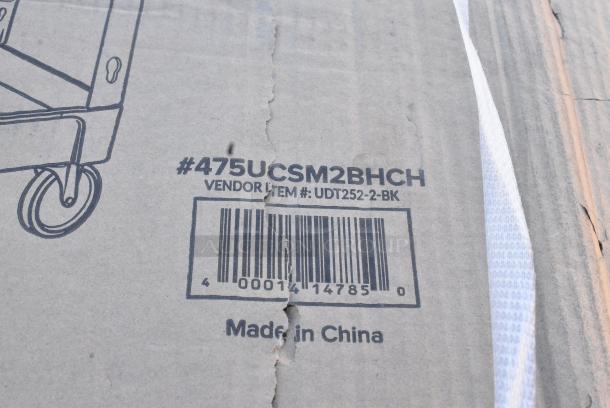 #475UCSM2BHCH
VENDOR ITEM #: UDT252-2-BK
4 00014 14785 0
Made in China